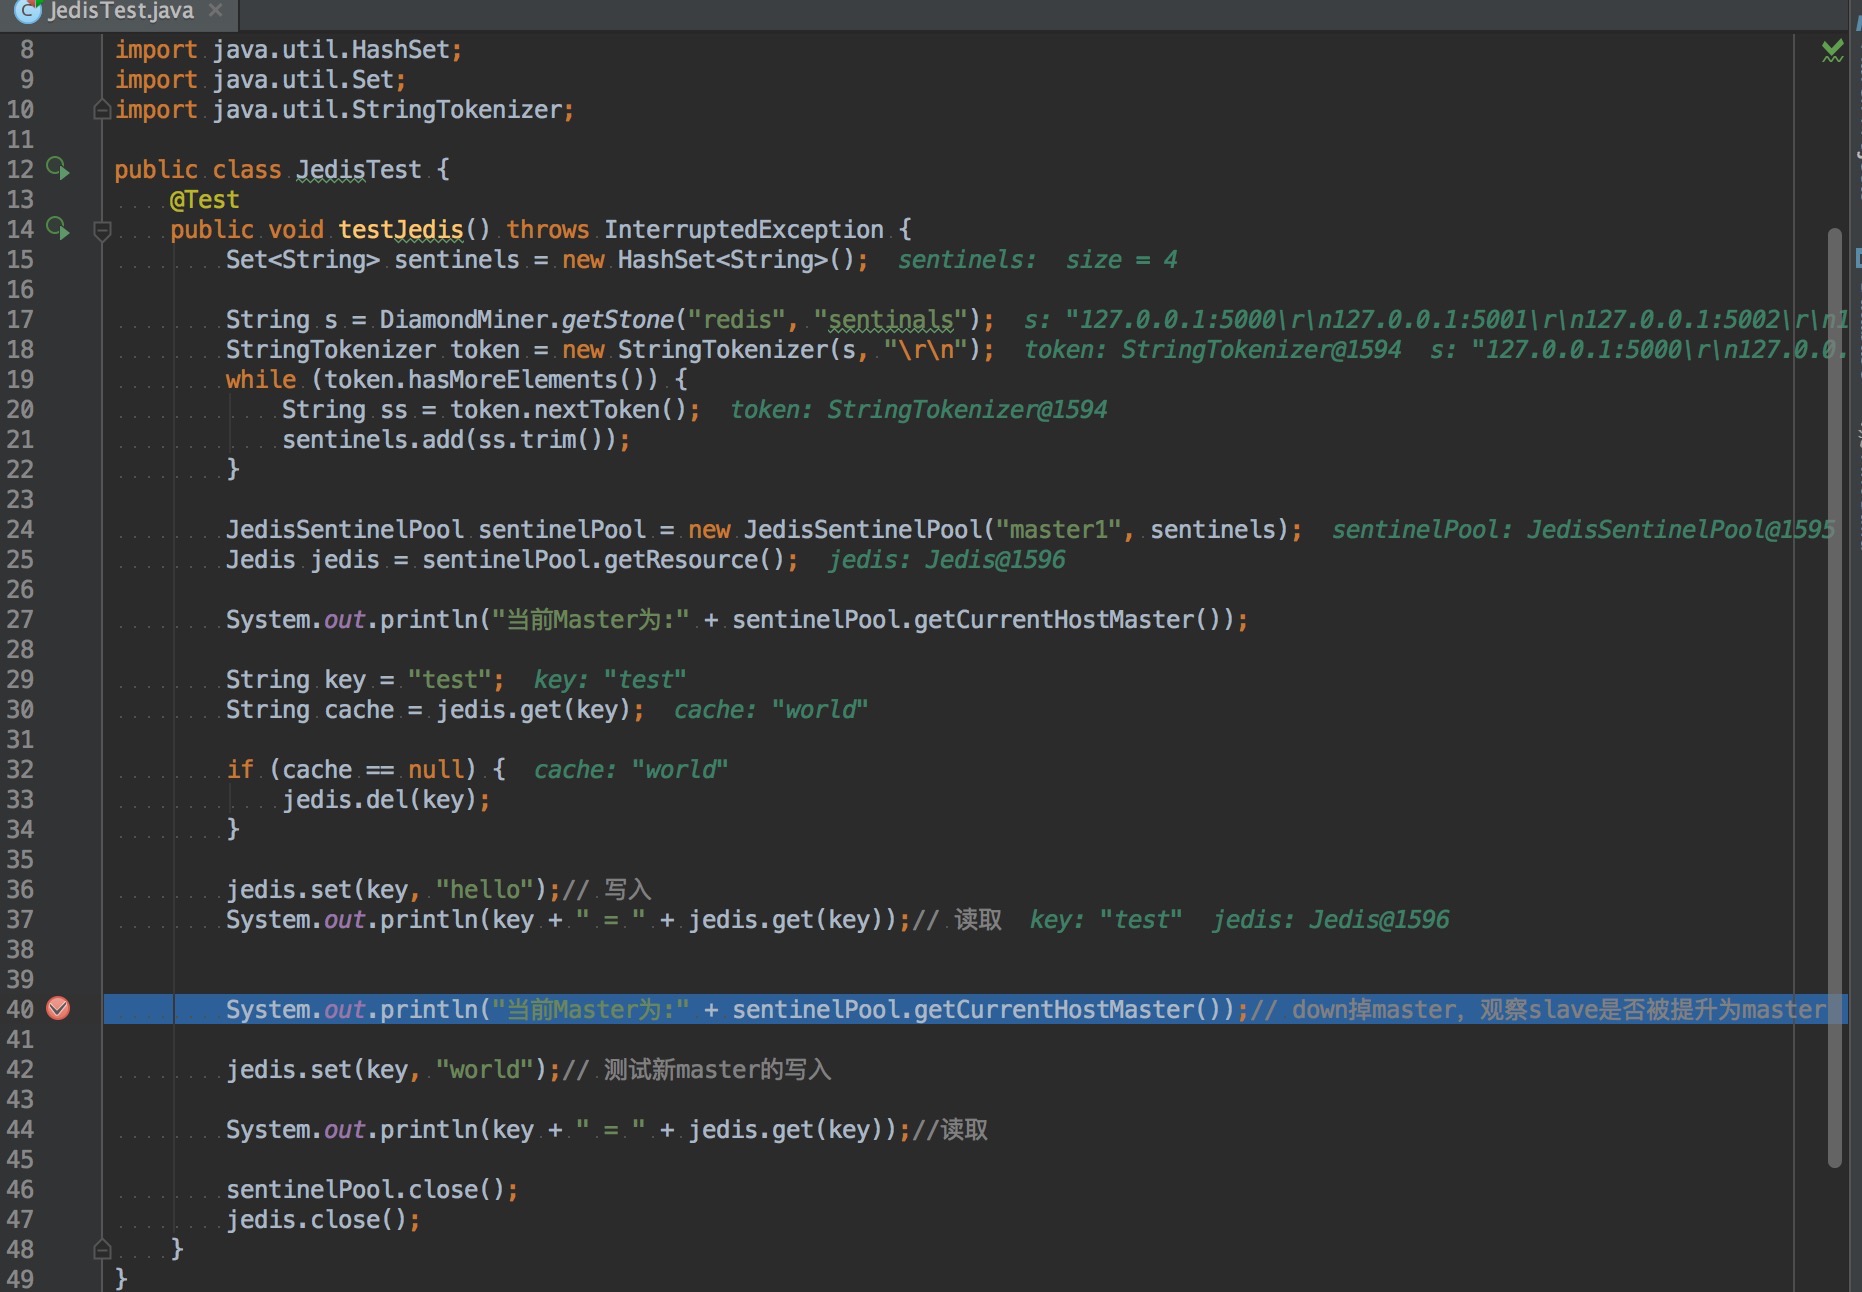 JedisTest.java
8 import java.util.HashSet;
9 import java.util.Set;
10 import java.util.StringTokenizer;
11
12 public class JedisTest {
13 @Test
14 public void testJedis() throws InterruptedException {
15 Set<String> sentinels = new HashSet<String>(); sentinels: size = 4
16
17 String s = DiamondMiner.getStone("redis", "sentinals"); s: "127.0.0.1:5000\r\n127.0.0.1:5001\r\n127.0.0.1:5002\r\n1
18 StringTokenizer token = new StringTokenizer(s, "\r\n"); token: StringTokenizer@1594 s: "127.0.0.1:5000\r\n127.0.0.
19 while (token.hasMoreElements()) {
20 String ss = token.nextToken(); token: StringTokenizer@1594
21 sentinels.add(ss.trim());
22 }
23
24 JedisSentinelPool sentinelPool = new JedisSentinelPool("master1", sentinels); sentinelPool: JedisSentinelPool@1595
25 Jedis jedis = sentinelPool.getResource(); jedis: Jedis@1596
26
27 System.out.println("当前Master为:" + sentinelPool.getCurrentHostMaster());
28
29 String key = "test"; key: "test"
30 String cache = jedis.get(key); cache: "world"
31
32 if (cache == null) { cache: "world"
33 jedis.del(key);
34 }
35
36 jedis.set(key, "hello");// 写入
37 System.out.println(key + " = " + jedis.get(key));// 读取 key: "test" jedis: Jedis@1596
38
39
40 System.out.println("当前Master为:" + sentinelPool.getCurrentHostMaster());// down掉master，观察slave是否被提升为master
41
42 jedis.set(key, "world");// 测试新master的写入
43
44 System.out.println(key + " = " + jedis.get(key));//读取
45
46 sentinelPool.close();
47 jedis.close();
48 }
49 }